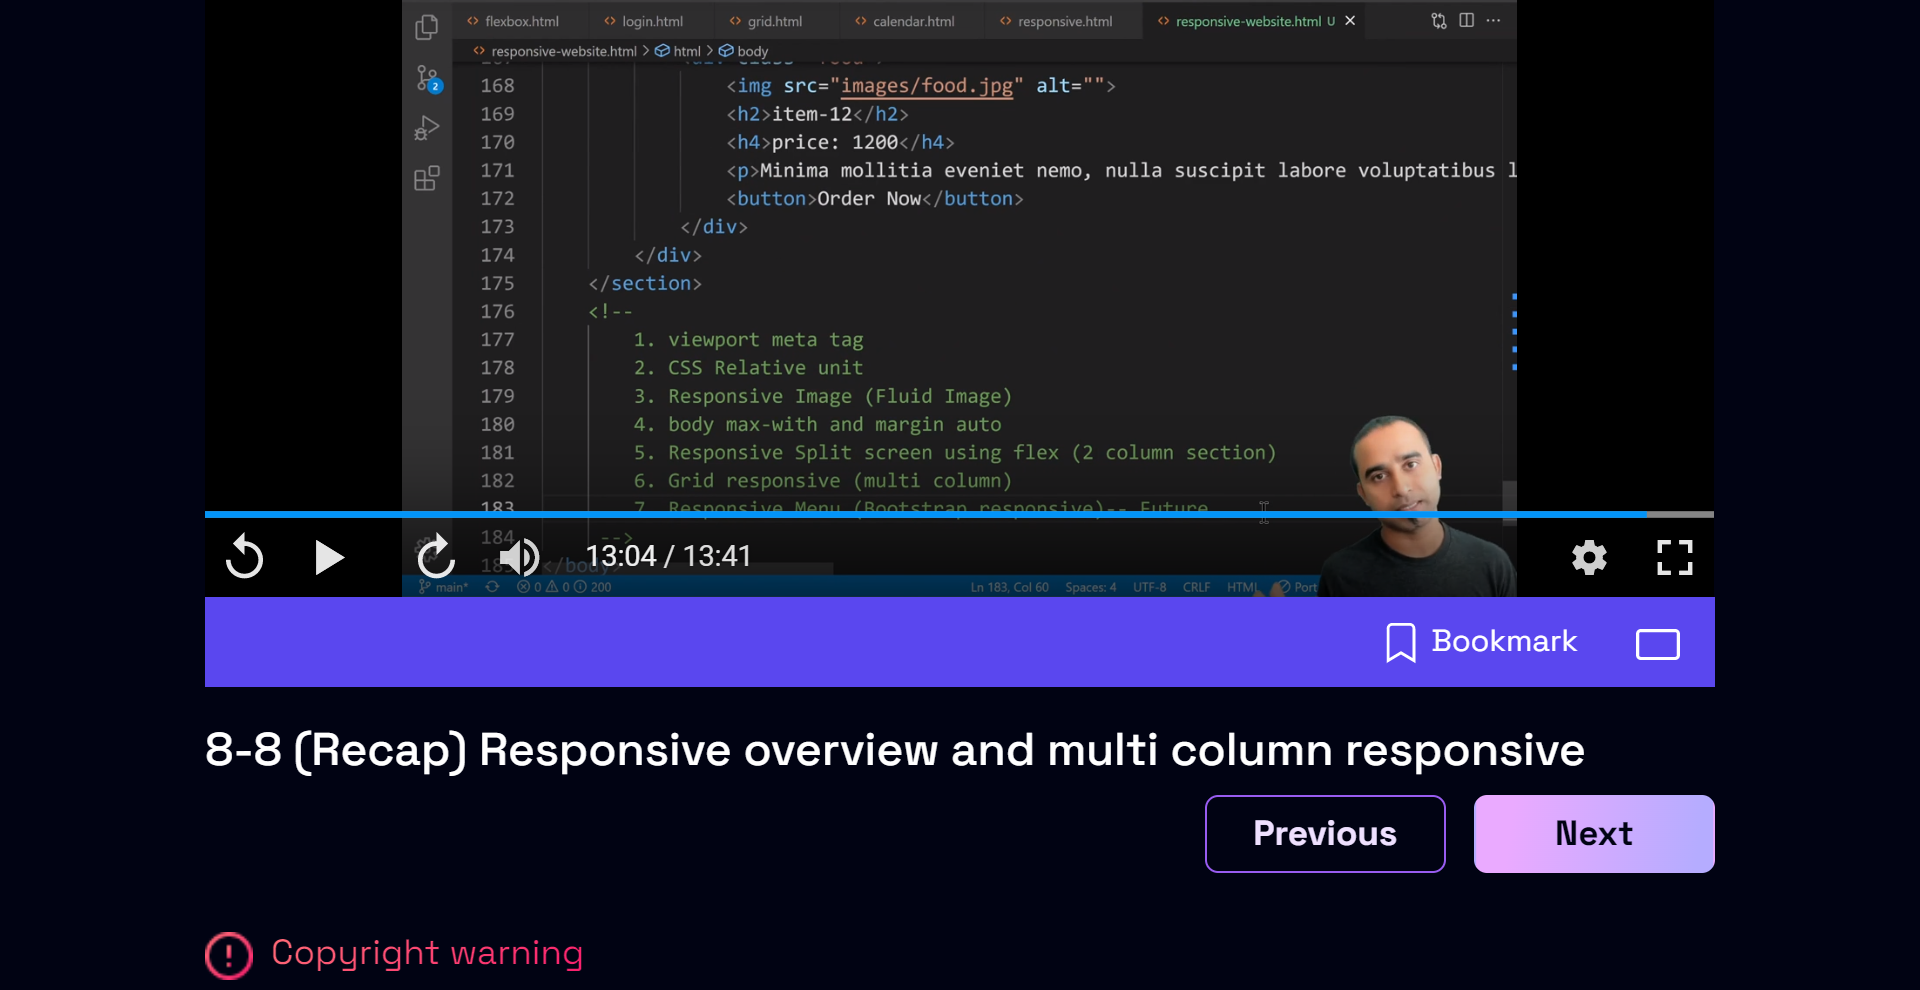 flexbox.html login.html grid.html calendar.html responsive.html responsive-website.html U
responsive-website.html > html > body
168 <img src="images/food.jpg" alt="">
169 <h2>item-12</h2>
170 <h4>price: 1200</h4>
171 <p>Minima mollitia eveniet nemo, nulla suscipit labore voluptatibus l
172 <button>Order Now</button>
173 </div>
174 </div>
175 </section>
176 <!--
177 1. viewport meta tag
178 2. CSS Relative unit
179 3. Responsive Image (Fluid Image)
180 4. body max-with and margin auto
181 5. Responsive Split screen using flex (2 column section)
182 6. Grid responsive (multi column)
183 7. Responsive Menu (Bootstrap responsive)-- Future
184 -->
</body>
13:04 / 13:41
2
main* 0 0 200 Ln 183, Col 60 Spaces: 4 UTF-8 CRLF HTML Port
Bookmark
8-8 (Recap) Responsive overview and multi column responsive
Previous Next
Copyright warning